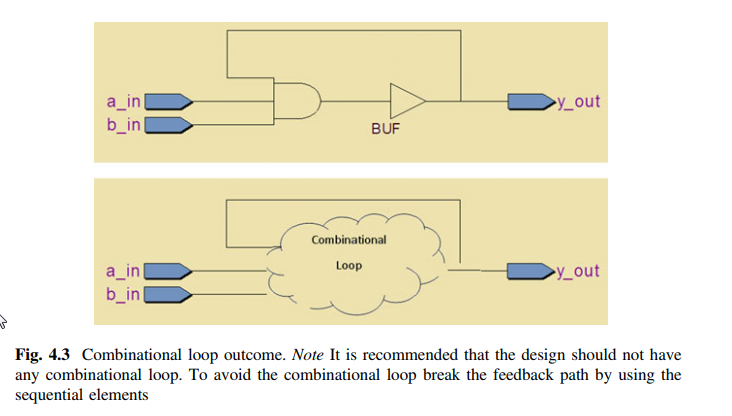 a_in
b_in
BUF
y_out
Combinational
Loop
a_in
b_in
y_out
Fig. 4.3 Combinational loop outcome. Note It is recommended that the design should not have
any combinational loop. To avoid the combinational loop break the feedback path by using the
sequential elements